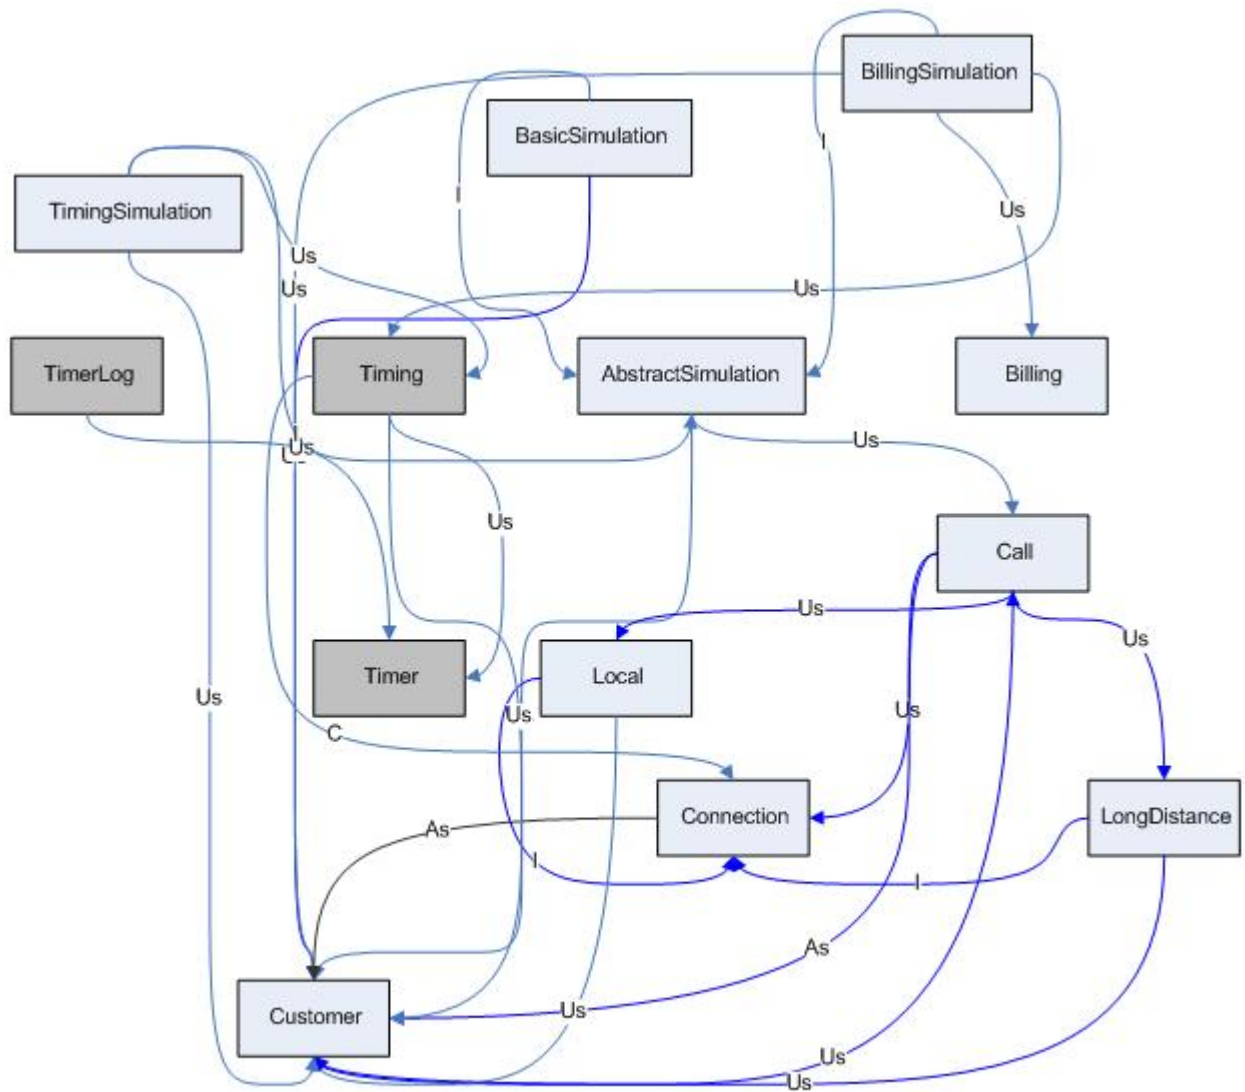 BillingSimulation
BasicSimulation
I
I
TimingSimulation
Us
Us
Us
Us
TimerLog
Timing
AbstractSimulation
Billing
Us
Us
Us
Call
Us
Us
Timer
Local
Us
Us
Us
C
Connection
LongDistance
As
I
I
As
Customer
Us
Us
Us